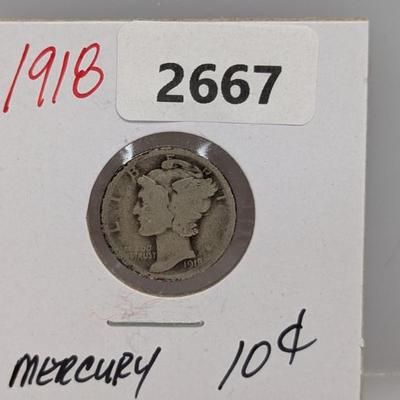 1918
2667
LIBERTY
IN GOD
WE TRUST
1918
MERCURY 10¢